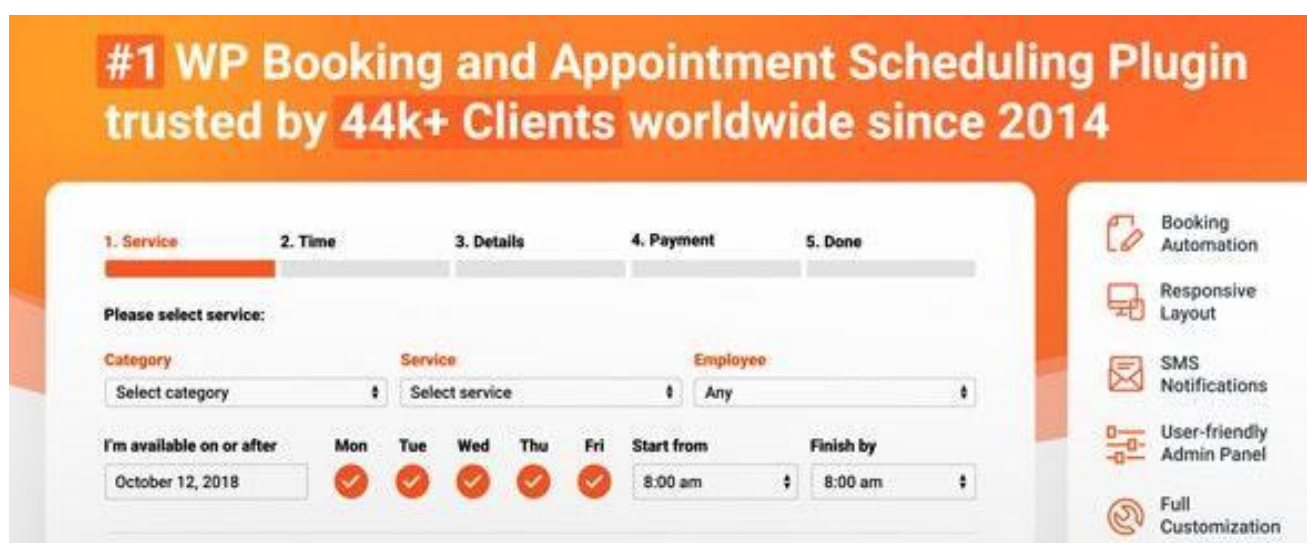 #1 WP Booking and Appointment Scheduling Plugin
trusted by 44k+ Clients worldwide since 2014
1. Service 2. Time 3. Details 4. Payment 5. Done
Please select service:
Category Service Employee
Select category Select service Any
I'm available on or after Mon Tue Wed Thu Fri Start from Finish by
October 12, 2018 8:00 am 8:00 am
Booking
Automation
Responsive
Layout
SMS
Notifications
User-friendly
Admin Panel
Full
Customization